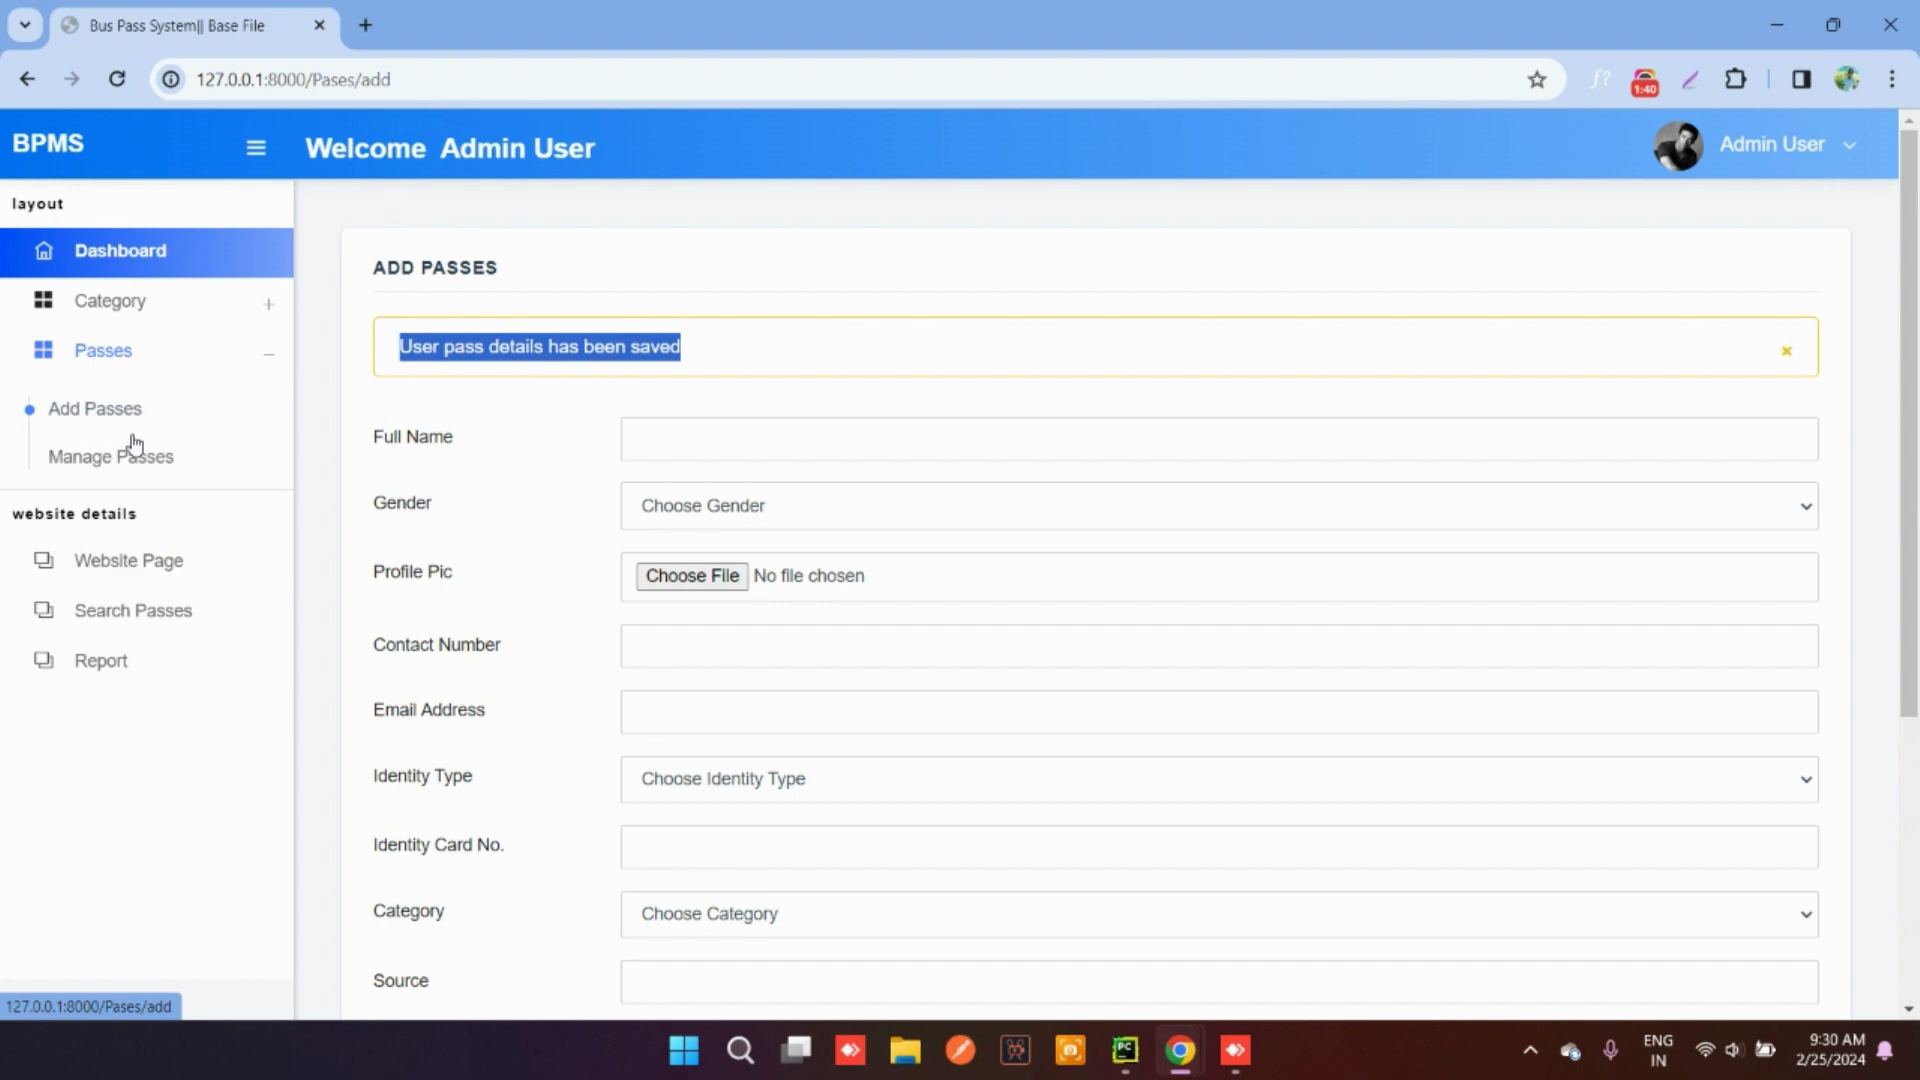 Bus Pass System|| Base File
127.0.0.1:8000/Pases/add
1:40
BPMS
Welcome Admin User
Admin User
layout
Dashboard
Category
Passes
Add Passes
Manage Passes
website details
Website Page
Search Passes
Report
ADD PASSES
User pass details has been saved
Full Name
Gender
Choose Gender
Profile Pic
Choose File No file chosen
Contact Number
Email Address
Identity Type
Choose Identity Type
Identity Card No.
Category
Choose Category
Source
127.0.0.1:8000/Pases/add
PC
ENG
IN
9:30 AM
2/25/2024